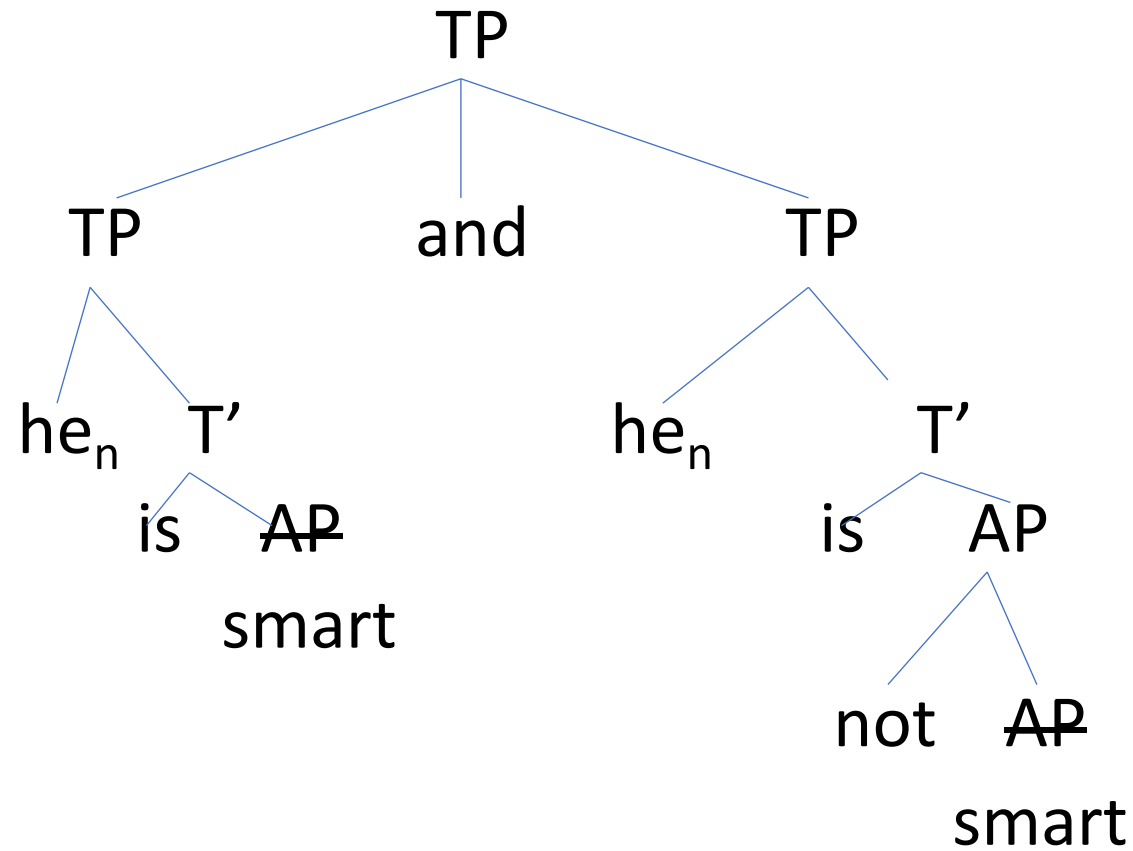 TP
TP and TP
heₙ T’ heₙ T’
is ~~AP~~ is AP
smart
not ~~AP~~
smart